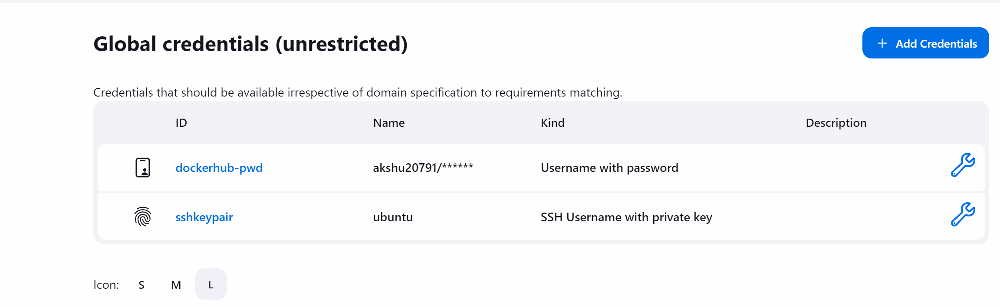 Global credentials (unrestricted)
+ Add Credentials
Credentials that should be available irrespective of domain specification to requirements matching.
ID Name Kind Description
dockerhub-pwd akshu20791/****** Username with password
sshkeypair ubuntu SSH Username with private key
Icon: S M L